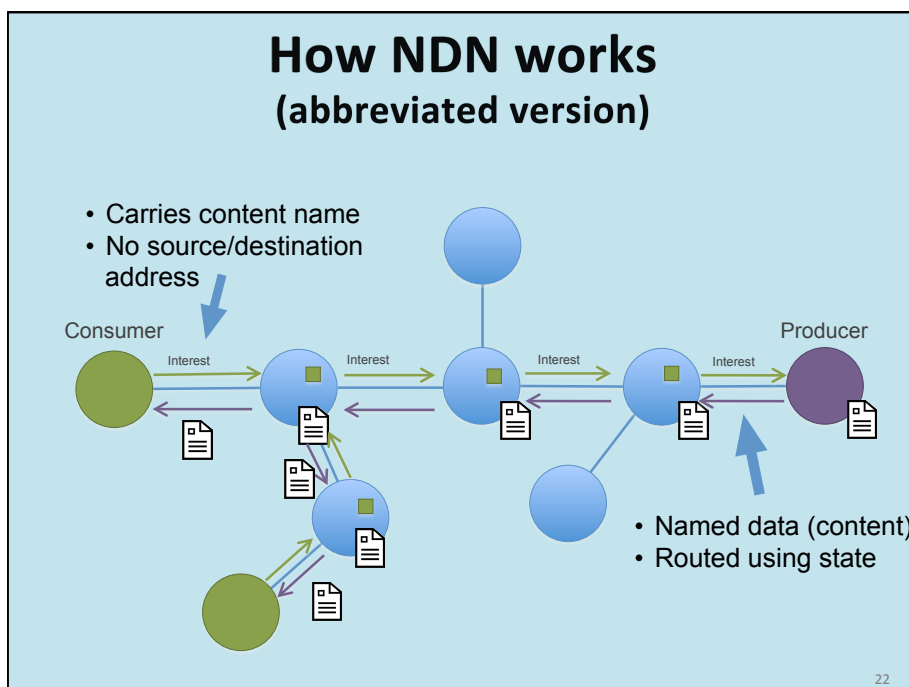 How NDN works
(abbreviated version)
• Carries content name
• No source/destination
address
Consumer
Producer
Interest
Interest
Interest
Interest
• Named data (content)
• Routed using state
22